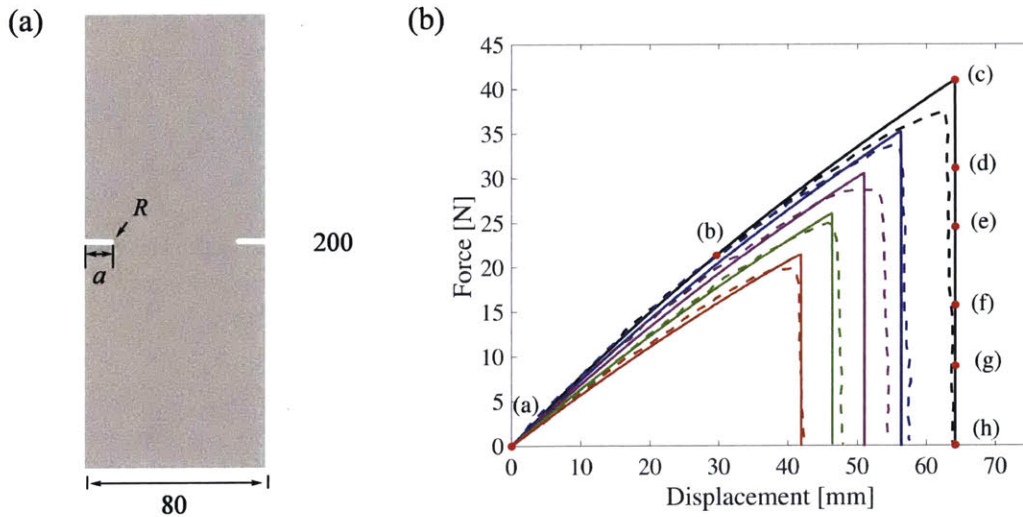 (a)
R
a
200
80
(b)
Force [N]
45
40
35
30
25
20
15
10
5
0
(a)
(b)
(c)
(d)
(e)
(f)
(g)
(h)
0 10 20 30 40 50 60 70
Displacement [mm]